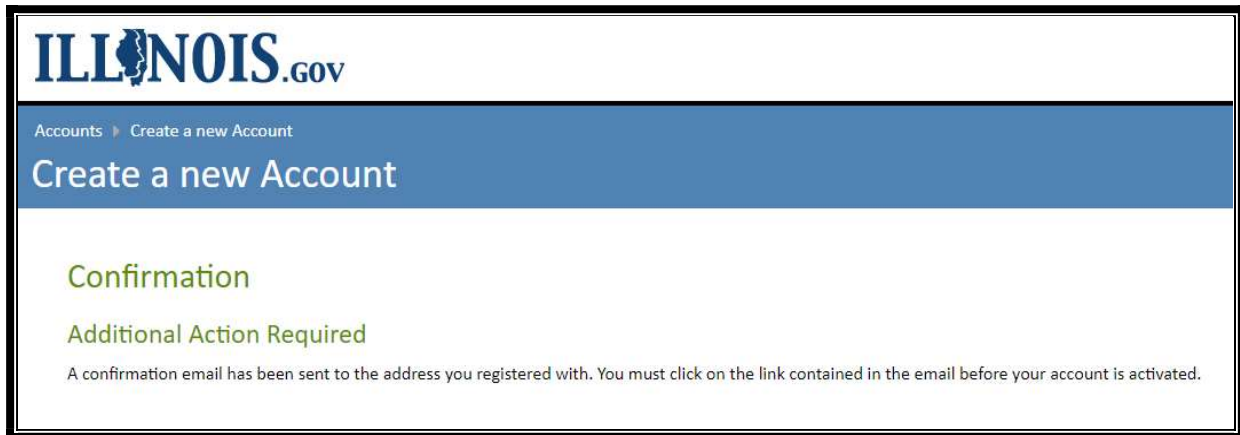 ILLINOIS.GOV
Accounts Create a new Account
Create a new Account
Confirmation
Additional Action Required
A confirmation email has been sent to the address you registered with. You must click on the link contained in the email before your account is activated.